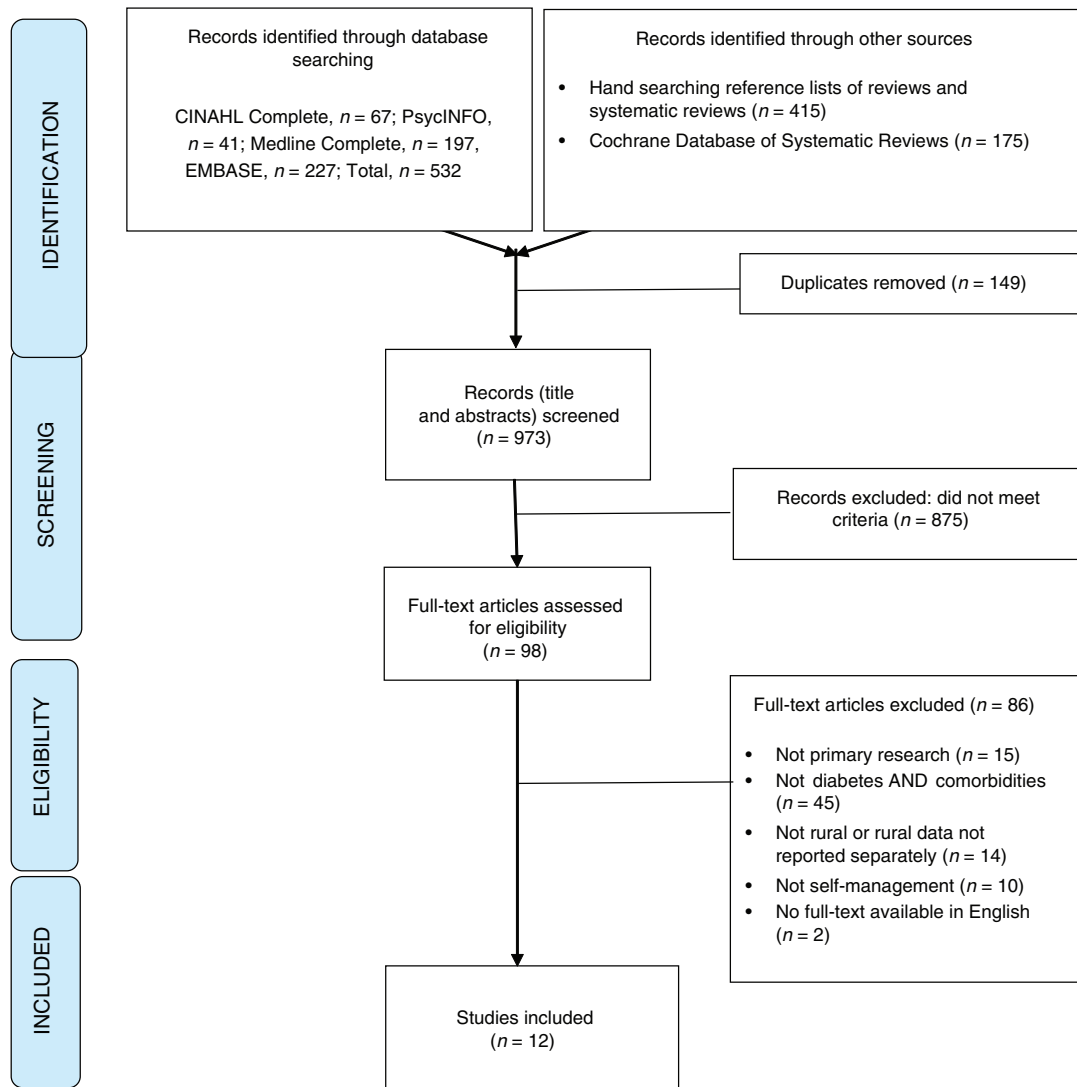 IDENTIFICATION
Records identified through database
searching
CINAHL Complete, n = 67; PsycINFO,
n = 41; Medline Complete, n = 197,
EMBASE, n = 227; Total, n = 532
Records identified through other sources
• Hand searching reference lists of reviews and
systematic reviews (n = 415)
• Cochrane Database of Systematic Reviews (n = 175)
Duplicates removed (n = 149)
SCREENING
Records (title
and abstracts) screened
(n = 973)
Records excluded: did not meet
criteria (n = 875)
Full-text articles assessed
for eligibility
(n = 98)
ELIGIBILITY
Full-text articles excluded (n = 86)
• Not primary research (n = 15)
• Not diabetes AND comorbidities
(n = 45)
• Not rural or rural data not
reported separately (n = 14)
• Not self-management (n = 10)
• No full-text available in English
(n = 2)
INCLUDED
Studies included
(n = 12)